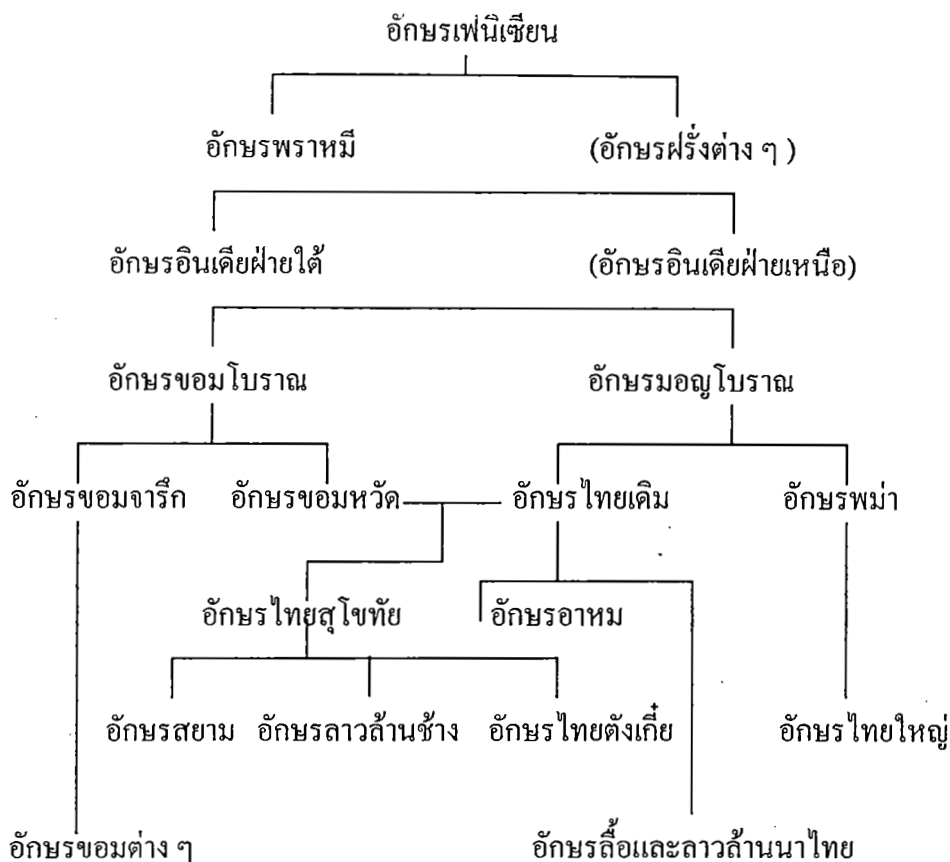 อักษรเฟนิเซียน
อักษรพราหมี (อักษรฝรั่งต่าง ๆ )
อักษรอินเดียฝ่ายใต้ (อักษรอินเดียฝ่ายเหนือ)
อักษรขอมโบราณ อักษรมอญโบราณ
อักษรขอมจารึก อักษรขอมหวัด อักษรไทยเดิม อักษรพม่า
อักษรไทยสุโขทัย อักษรอาหม
อักษรสยาม อักษรลาวล้านช้าง อักษรไทยตังเกี๋ย อักษรไทยใหญ่
อักษรขอมต่าง ๆ อักษรลื้อและลาวล้านนาไทย